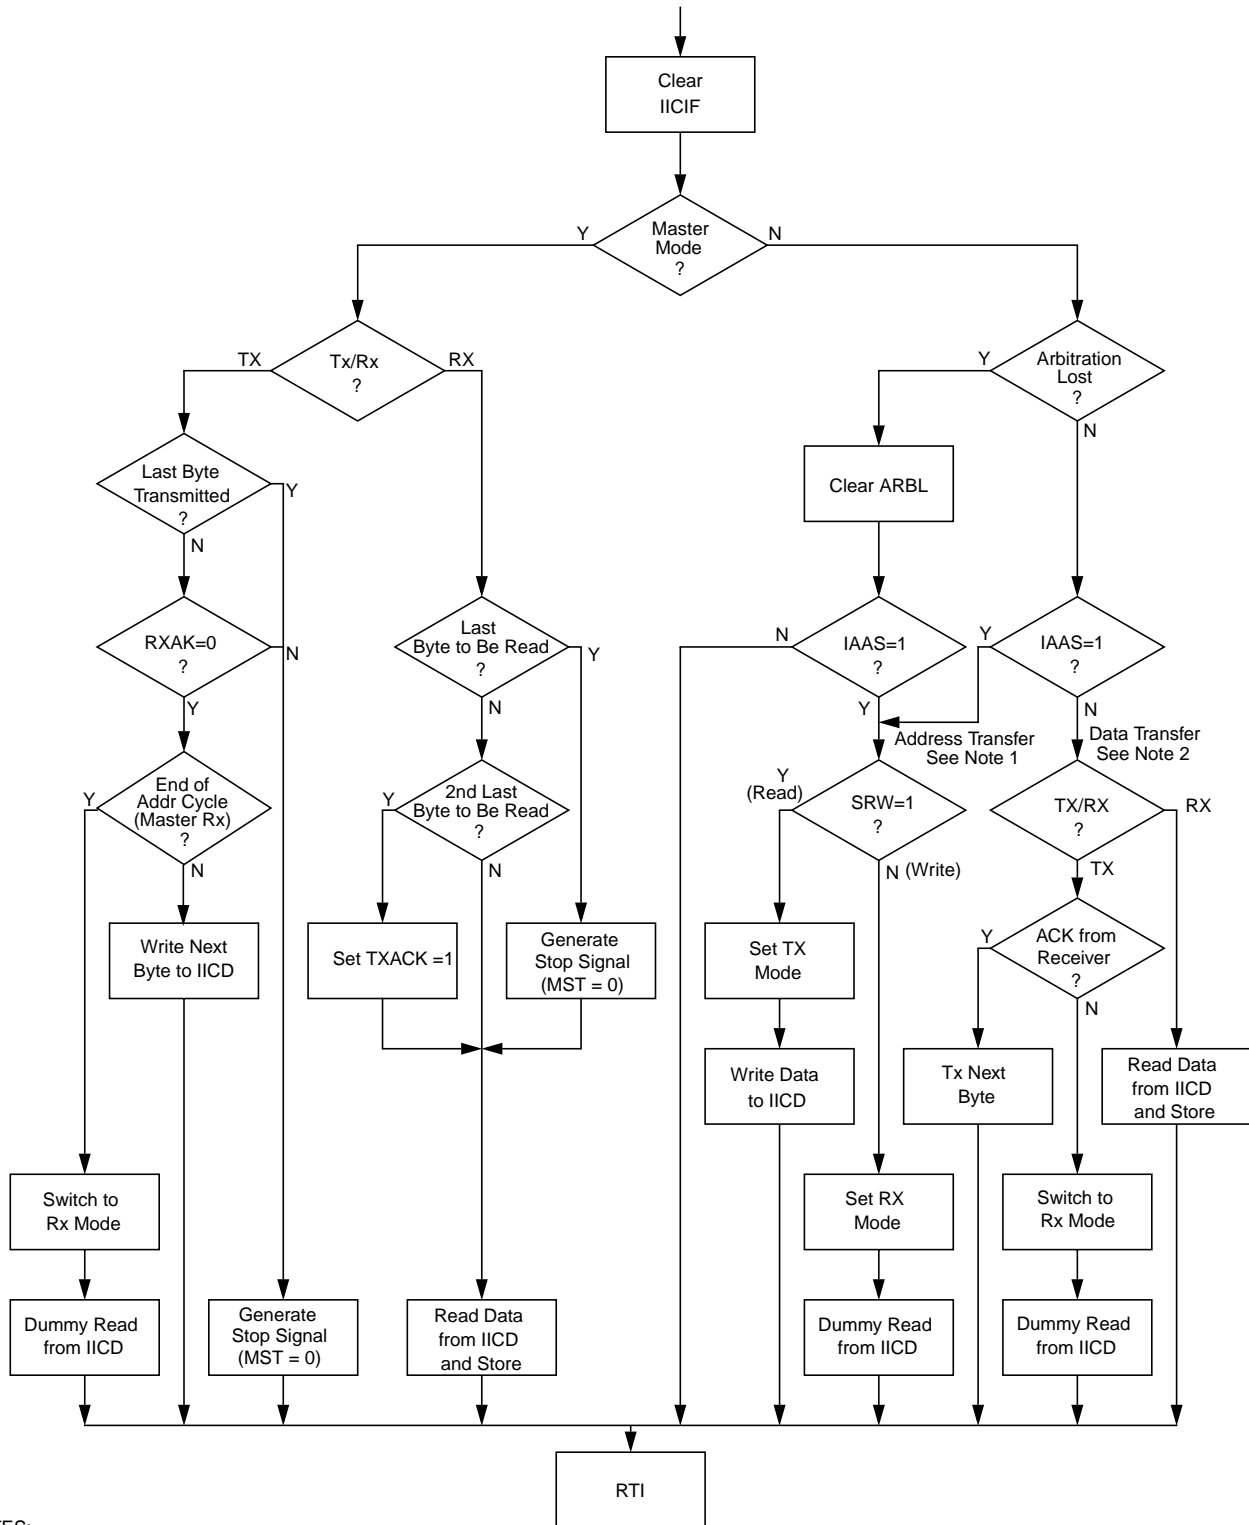 Clear
IICIF
Master
Mode
?
Y
N
Tx/Rx
?
TX
RX
Arbitration
Lost
?
Y
N
Last Byte
Transmitted
?
Y
N
Clear ARBL
RXAK=0
?
N
Y
Last
Byte to Be Read
?
Y
N
IAAS=1
?
N
Y
IAAS=1
?
Y
N
Address Transfer
See Note 1
Data Transfer
See Note 2
End of
Addr Cycle
(Master Rx)
?
Y
N
2nd Last
Byte to Be Read
?
Y
N
Y
(Read)
SRW=1
?
N (Write)
TX/RX
?
RX
TX
Write Next
Byte to IICD
Set TXACK =1
Generate
Stop Signal
(MST = 0)
Set TX
Mode
ACK from
Receiver
?
Y
N
Write Data
to IICD
Tx Next
Byte
Read Data
from IICD
and Store
Switch to
Rx Mode
Set RX
Mode
Switch to
Rx Mode
Dummy Read
from IICD
Generate
Stop Signal
(MST = 0)
Read Data
from IICD
and Store
Dummy Read
from IICD
Dummy Read
from IICD
RTI